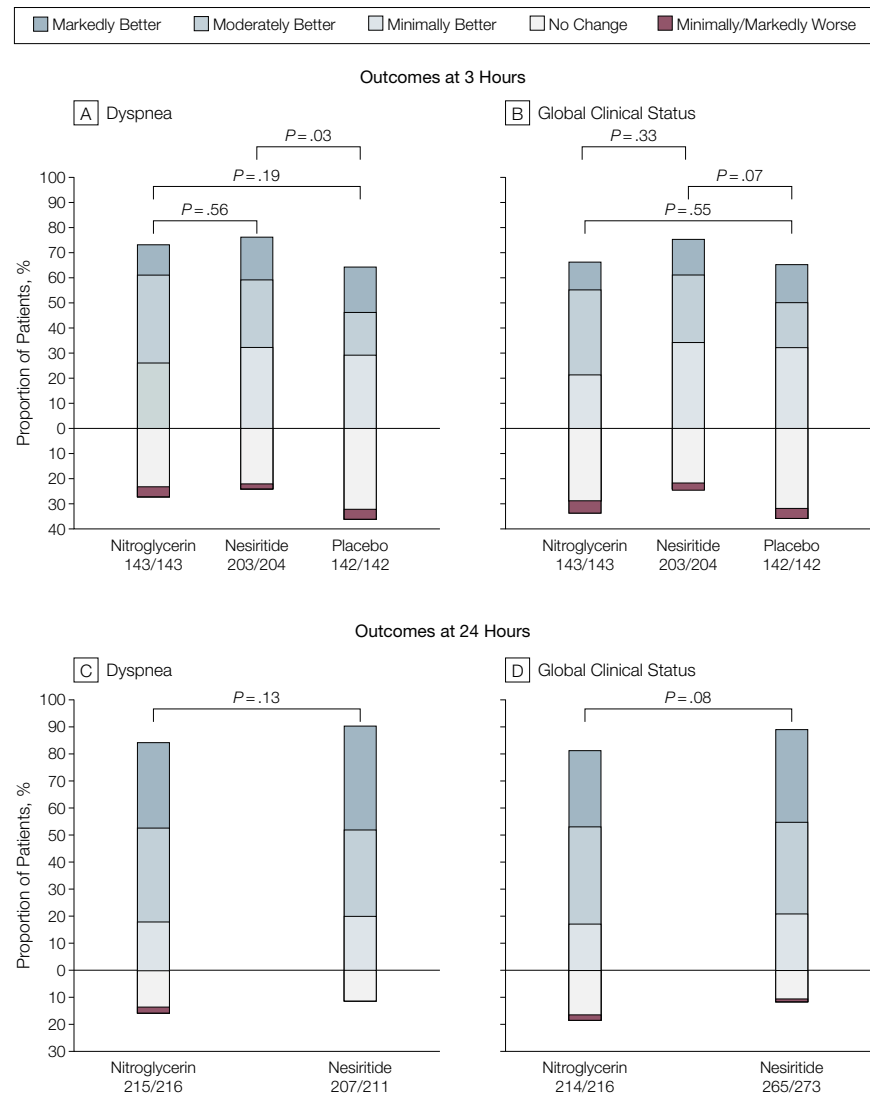 Markedly Better Moderately Better Minimally Better No Change Minimally/Markedly Worse
Outcomes at 3 Hours
A Dyspnea
P = .03
P = .19
P = .56
Proportion of Patients, %
100
90
80
70
60
50
40
30
20
10
0
10
20
30
40
Nitroglycerin Nesiritide Placebo
143/143 203/204 142/142
B Global Clinical Status
P = .33
P = .07
P = .55
Nitroglycerin Nesiritide Placebo
143/143 203/204 142/142
Outcomes at 24 Hours
C Dyspnea
P = .13
Proportion of Patients, %
100
90
80
70
60
50
40
30
20
10
0
10
20
30
Nitroglycerin Nesiritide
215/216 207/211
D Global Clinical Status
P = .08
Nitroglycerin Nesiritide
214/216 265/273